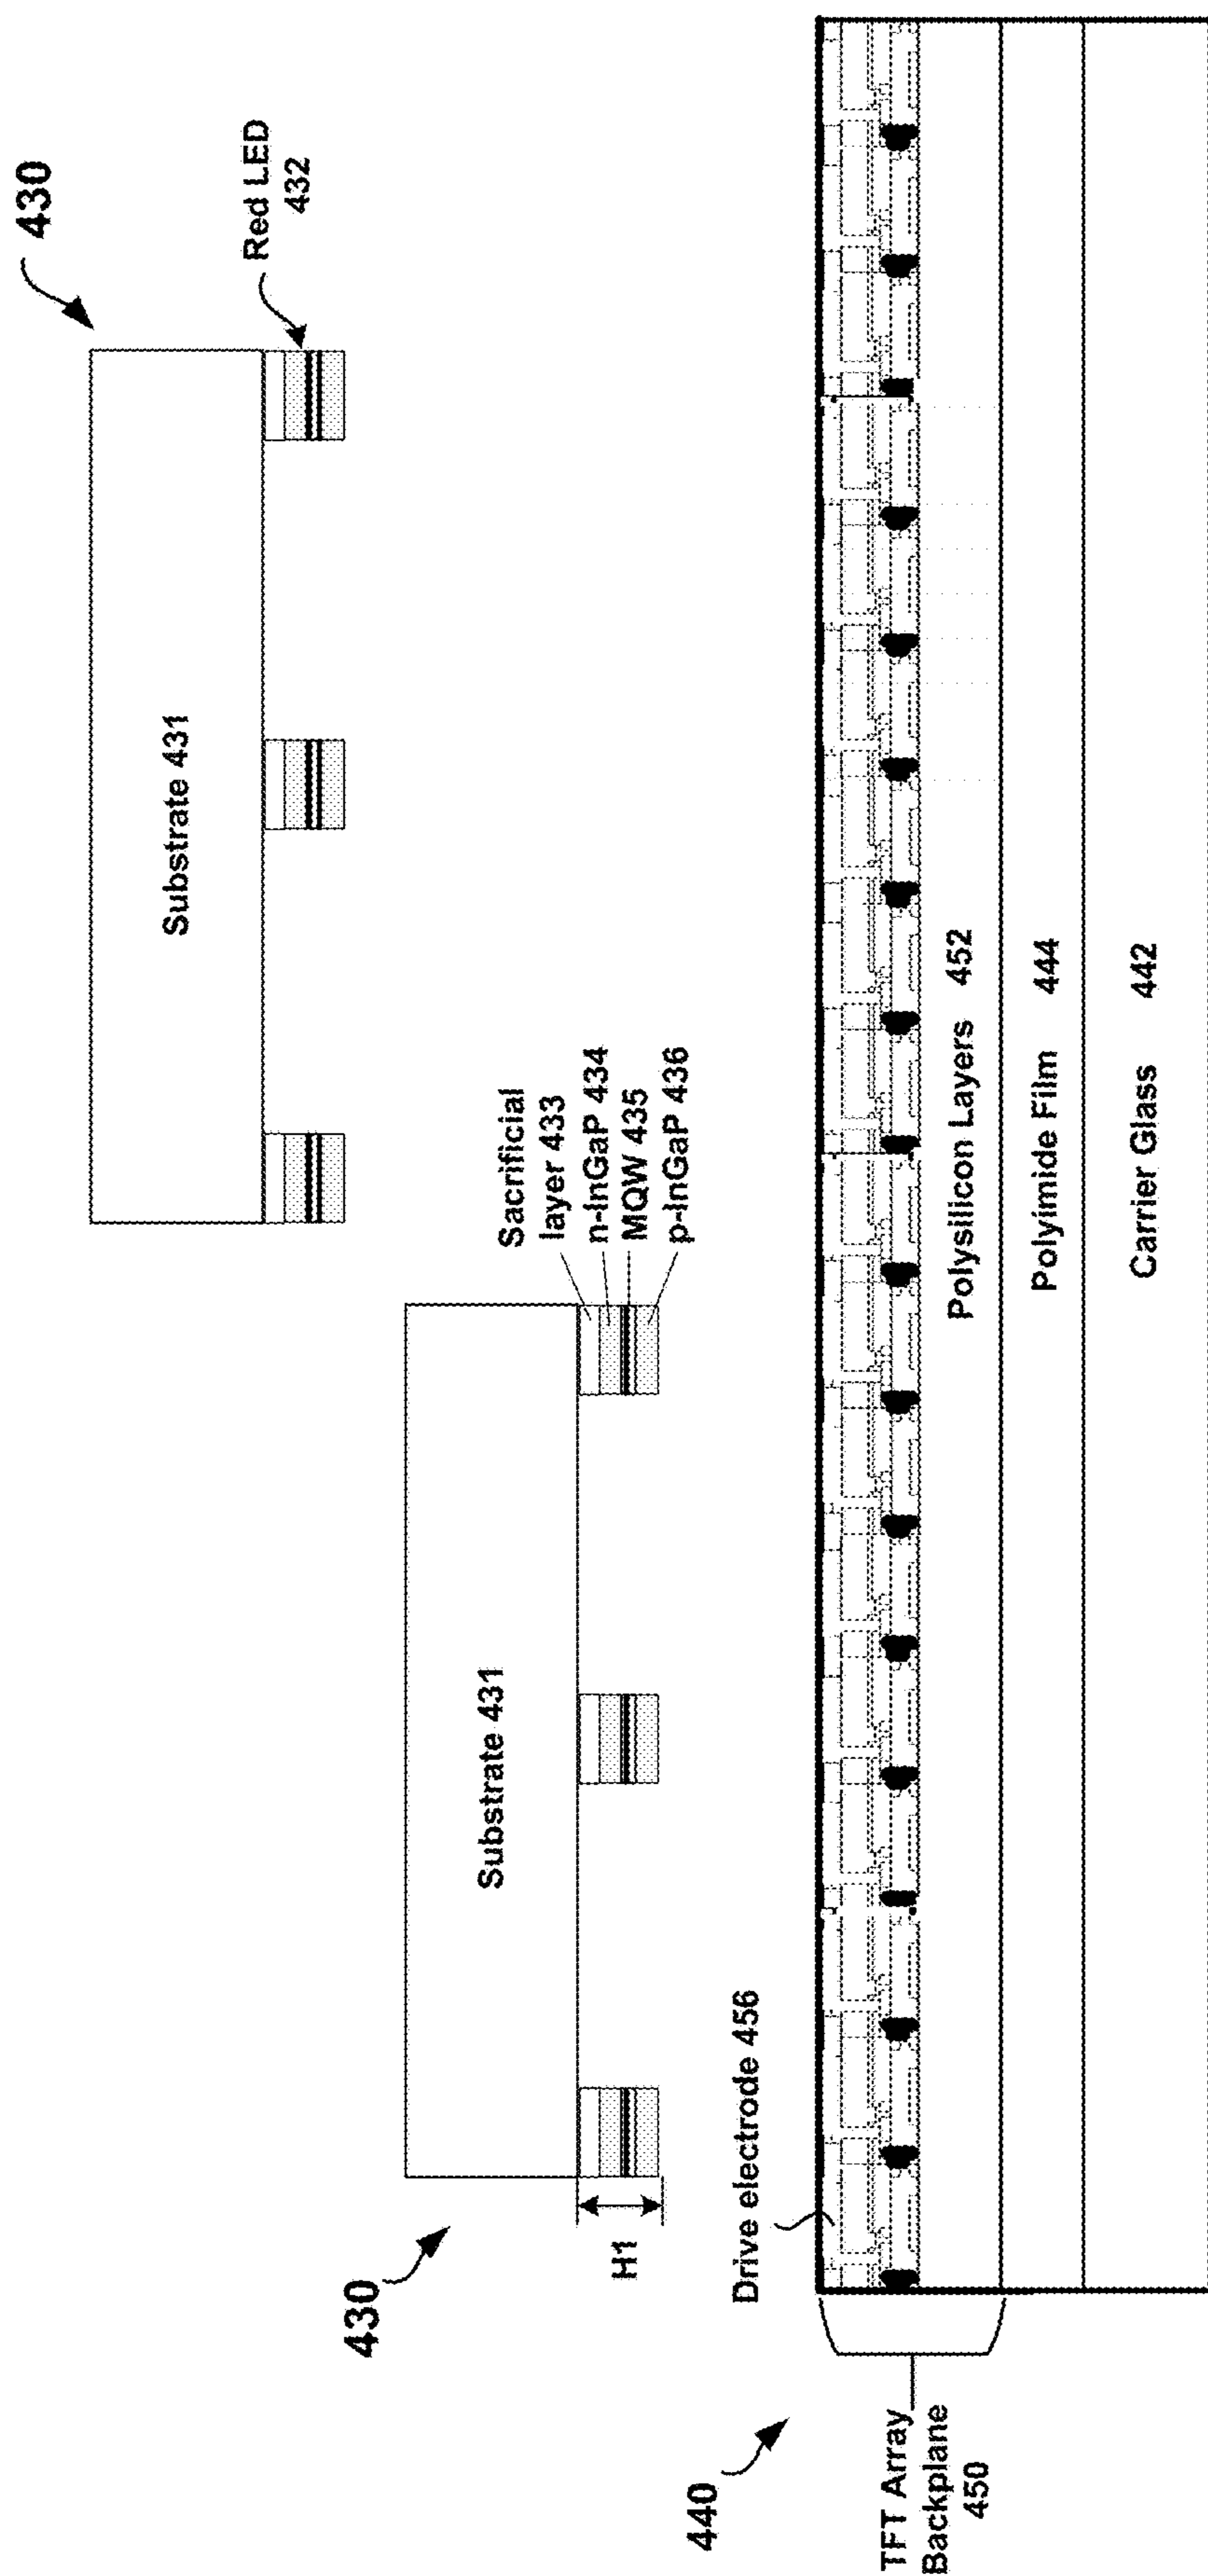 430
Red LED
432
Substrate 431
430
Substrate 431
H1
Sacrificial
layer 433
n-InGaP 434
MQW 435
p-InGaP 436
Drive electrode 456
440
TFT Array
Backplane
450
Polysilicon Layers 452
Polyimide Film 444
Carrier Glass 442